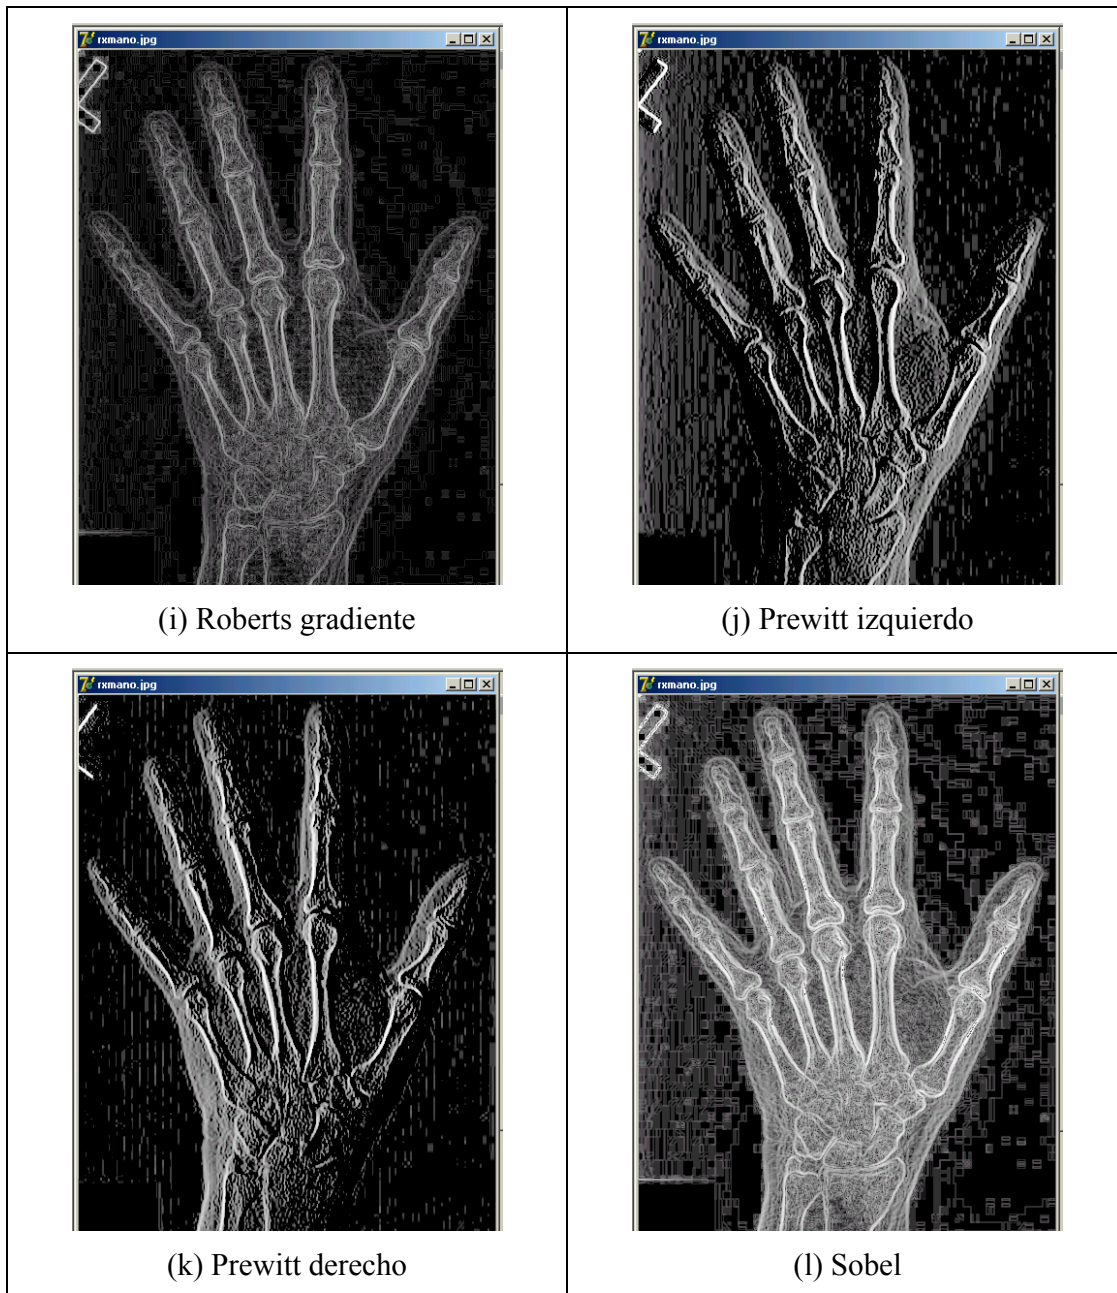 rxmano.jpg
rxmano.jpg
(i) Roberts gradiente
(j) Prewitt izquierdo
rxmano.jpg
rxmano.jpg
(k) Prewitt derecho
(l) Sobel